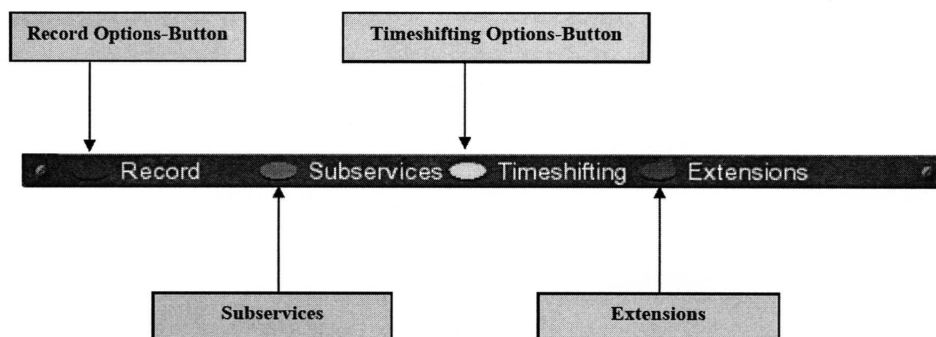 Record Options-Button
Timeshifting Options-Button
Record Subservices Timeshifting Extensions
Subservices
Extensions